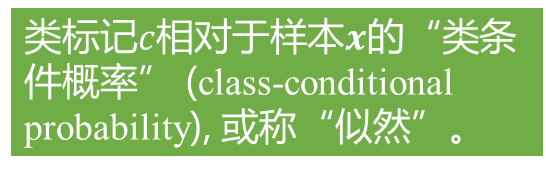 类标记c相对于样本x的“类条
件概率” (class-conditional
probability), 或称“似然”。